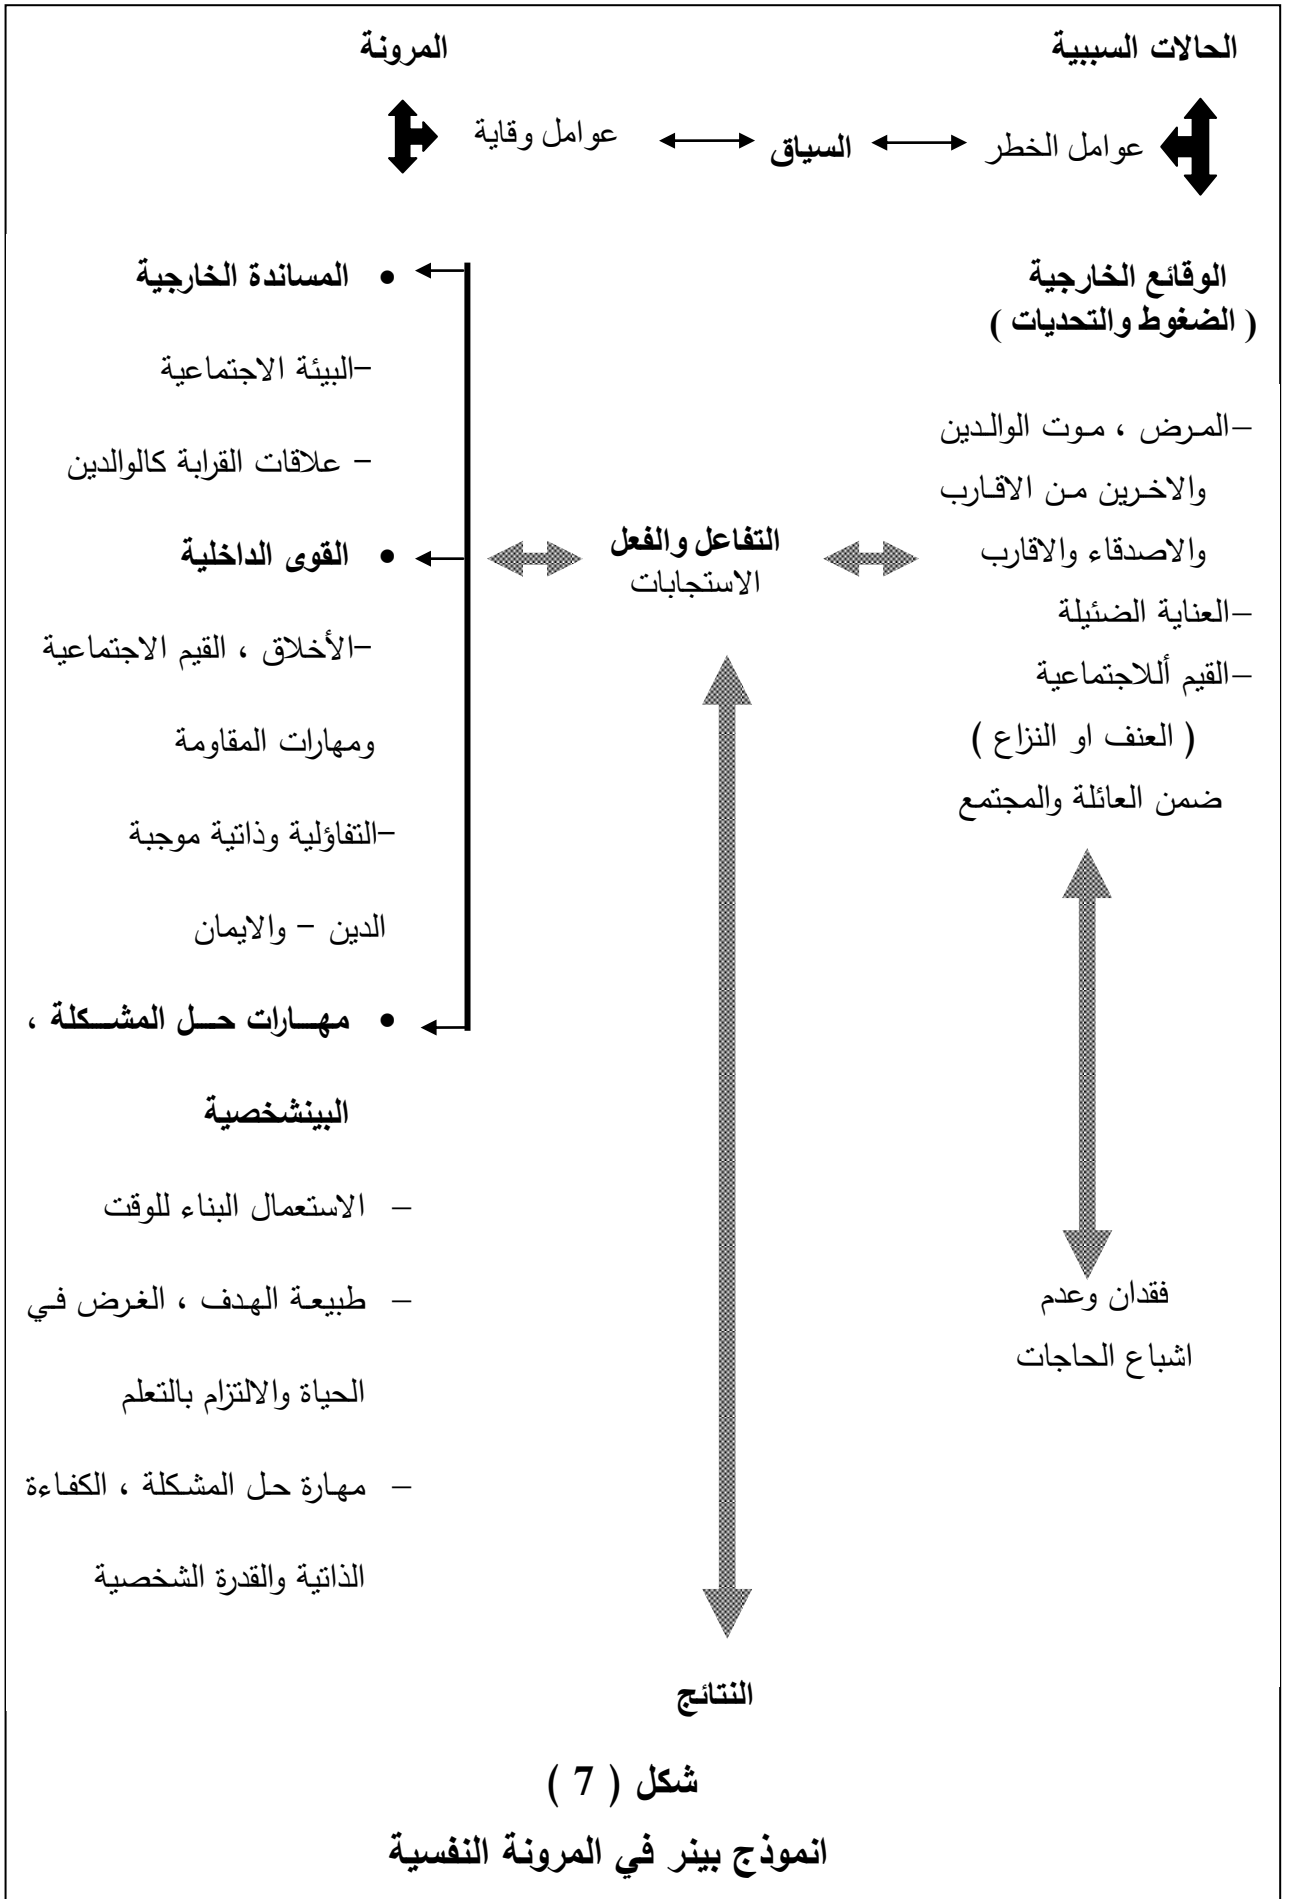 الحالات السببية
المرونة
عوامل الخطر
السياق
عوامل وقاية
الوقائع الخارجية
( الضغوط والتحديات )
–المرض ، موت الوالدين
والاخرين من الاقارب
والاصدقاء والاقارب
–العناية الضئيلة
–القيم أللاجتماعية
( العنف او النزاع )
ضمن العائلة والمجتمع
فقدان وعدم
اشباع الحاجات
التفاعل والفعل
الاستجابات
• المساندة الخارجية
–البيئة الاجتماعية
– علاقات القرابة كالوالدين
• القوى الداخلية
–الأخلاق ، القيم الاجتماعية
ومهارات المقاومة
–التفاؤلية وذاتية موجبة
الدين – والايمان
• مهارات حل المشكلة ،
البينشخصية
– الاستعمال البناء للوقت
– طبيعة الهدف ، الغرض في
الحياة والالتزام بالتعلم
– مهارة حل المشكلة ، الكفاءة
الذاتية والقدرة الشخصية
النتائج
شكل ( 7 )
انموذج بينر في المرونة النفسية